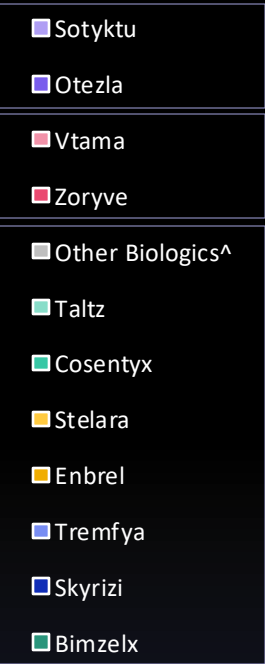 Sotyktu
Otezla
Vtama
Zoryve
Other Biologics^
Taltz
Cosentyx
Stelara
Enbrel
Tremfya
Skyrizi
Bimzelx